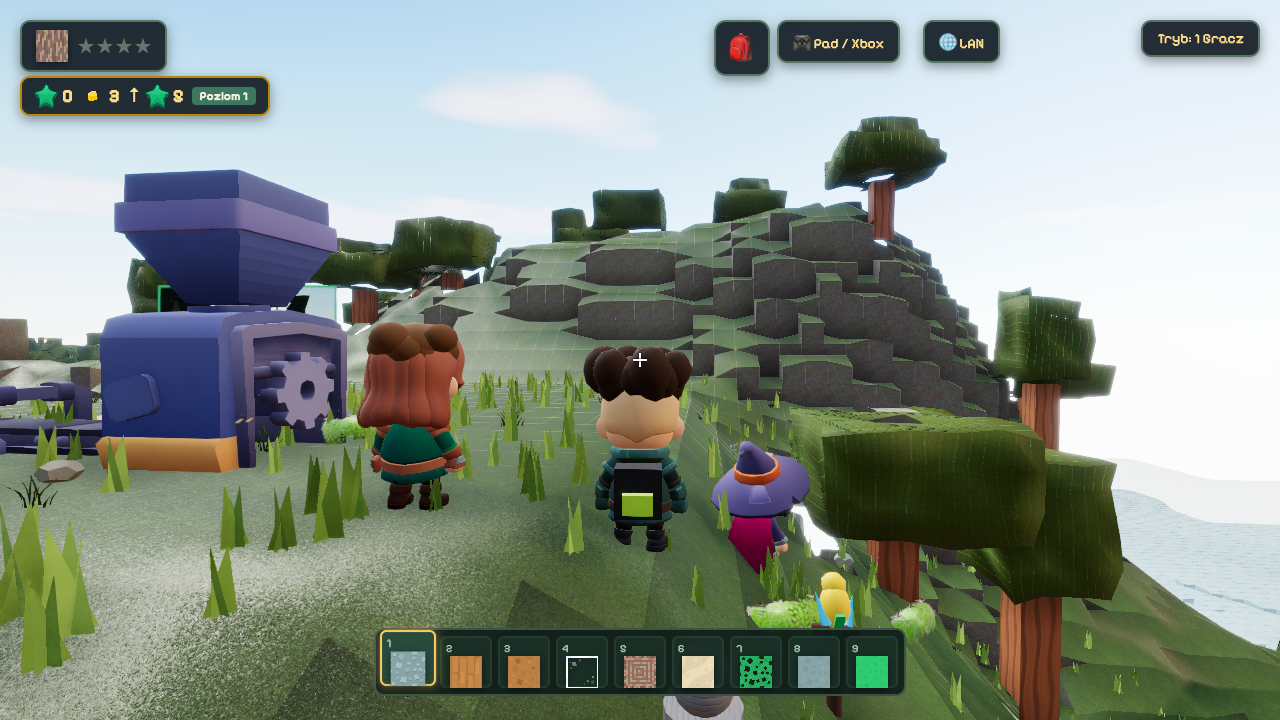 Pad / Xbox
LAN
Tryb: 1 Gracz
0 3 ↑ 8 Poziom 1
1 2 3 4 5 6 7 8 9